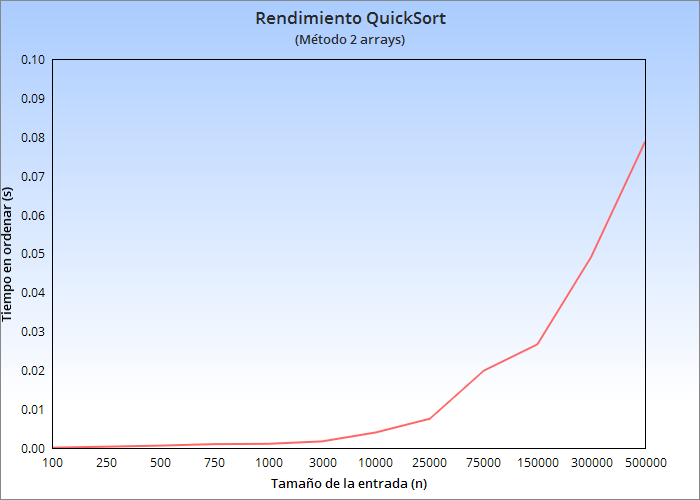 Rendimiento QuickSort
(Método 2 arrays)
0.10
0.09
0.08
0.07
0.06
0.05
0.04
0.03
0.02
0.01
0.00
Tiempo en ordenar (s)
100 250 500 750 1000 3000 10000 25000 75000 150000 300000 500000
Tamaño de la entrada (n)